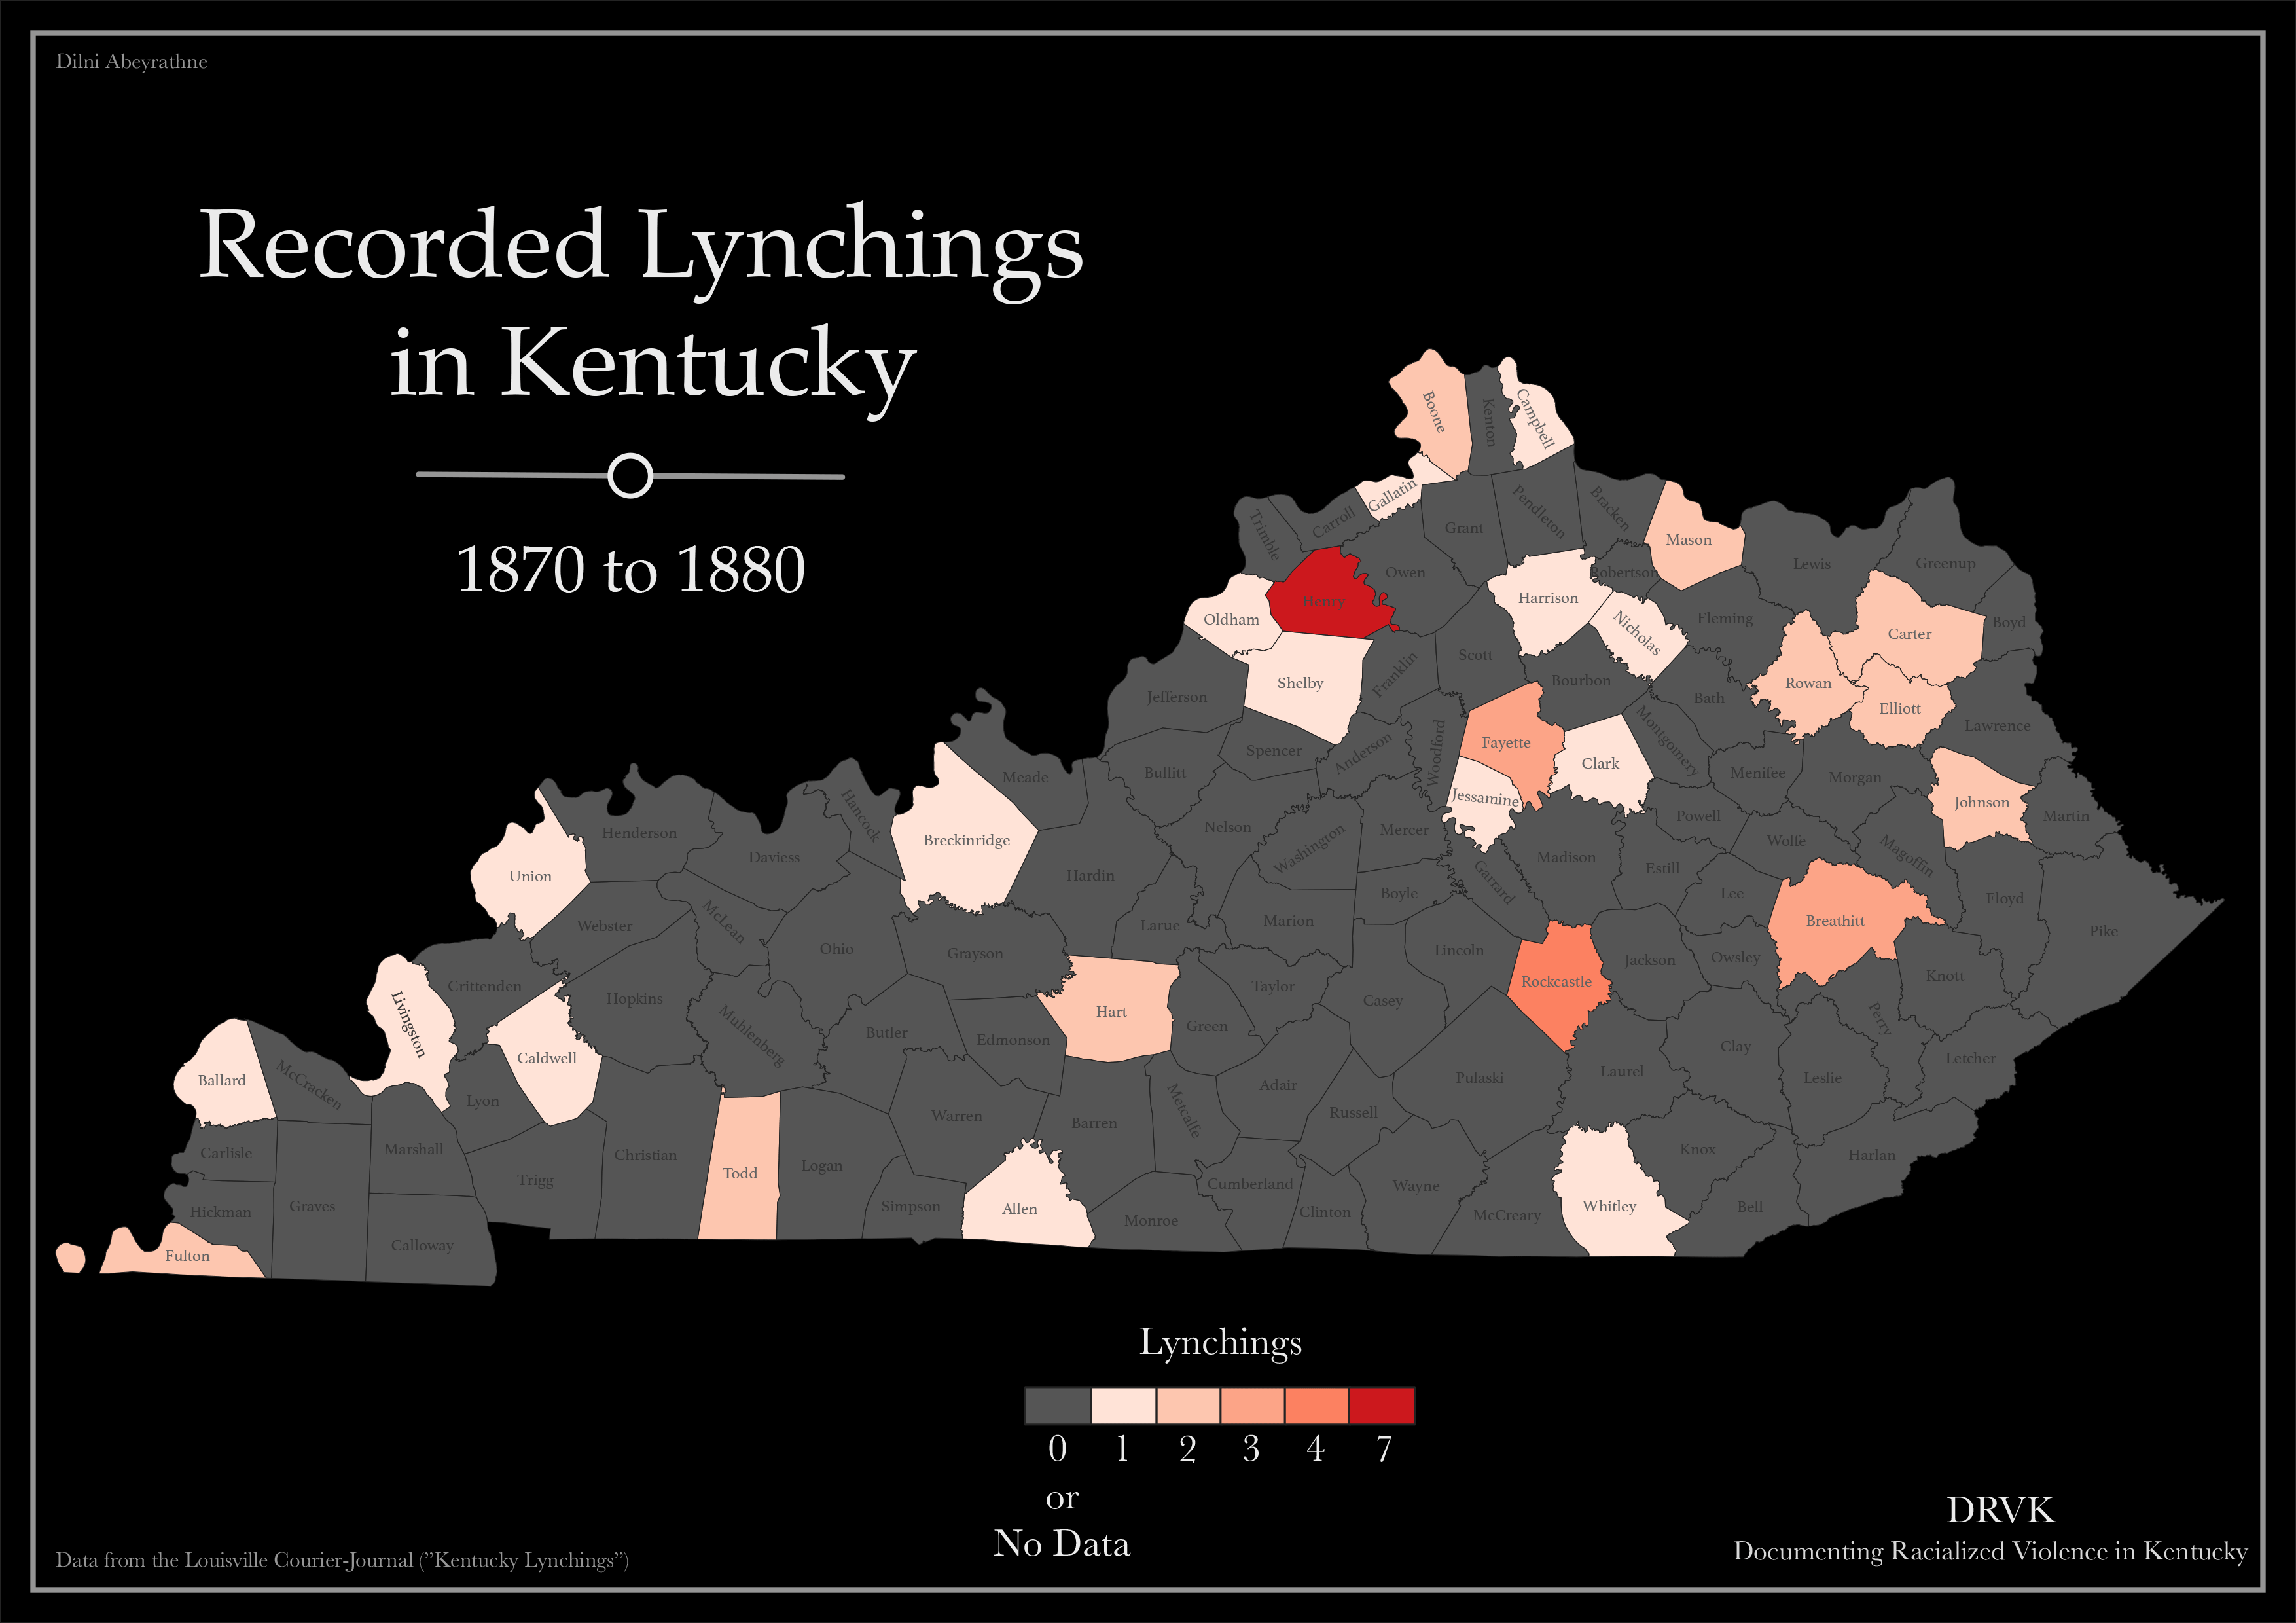 Dilni Abeyrathne
Recorded Lynchings
in Kentucky
1870 to 1880
Boone
Kenton
Campbell
Gallatin
Trimble
Carroll
Grant
Pendleton
Bracken
Mason
Lewis
Greenup
Owen
Robertson
Henry
Harrison
Oldham
Nicholas
Fleming
Boyd
Carter
Scott
Franklin
Shelby
Bourbon
Rowan
Jefferson
Bath
Elliott
Lawrence
Montgomery
Fayette
Woodford
Spencer
Anderson
Clark
Bullitt
Menifee
Morgan
Meade
Jessamine
Johnson
Hancock
Martin
Powell
Nelson
Mercer
Henderson
Breckinridge
Washington
Wolfe
Magoffin
Daviess
Madison
Estill
Union
Hardin
Garrard
Boyle
Lee
Floyd
McLean
Webster
Larue
Marion
Breathitt
Pike
Ohio
Grayson
Lincoln
Jackson
Owsley
Knott
Rockcastle
Crittenden
Taylor
Hopkins
Casey
Livingston
Hart
Green
Perry
Muhlenberg
Butler
Edmonson
Clay
Caldwell
Letcher
Laurel
Leslie
Ballard
McCracken
Pulaski
Adair
Lyon
Metcalfe
Russell
Warren
Barren
Marshall
Carlisle
Christian
Knox
Harlan
Todd
Logan
Trigg
Cumberland
Wayne
Graves
Simpson
Allen
Whitley
Bell
Hickman
Clinton
McCreary
Monroe
Calloway
Fulton
Lynchings
0 1 2 3 4 7
or
No Data
DRVK
Documenting Racialized Violence in Kentucky
Data from the Louisville Courier-Journal (”Kentucky Lynchings”)